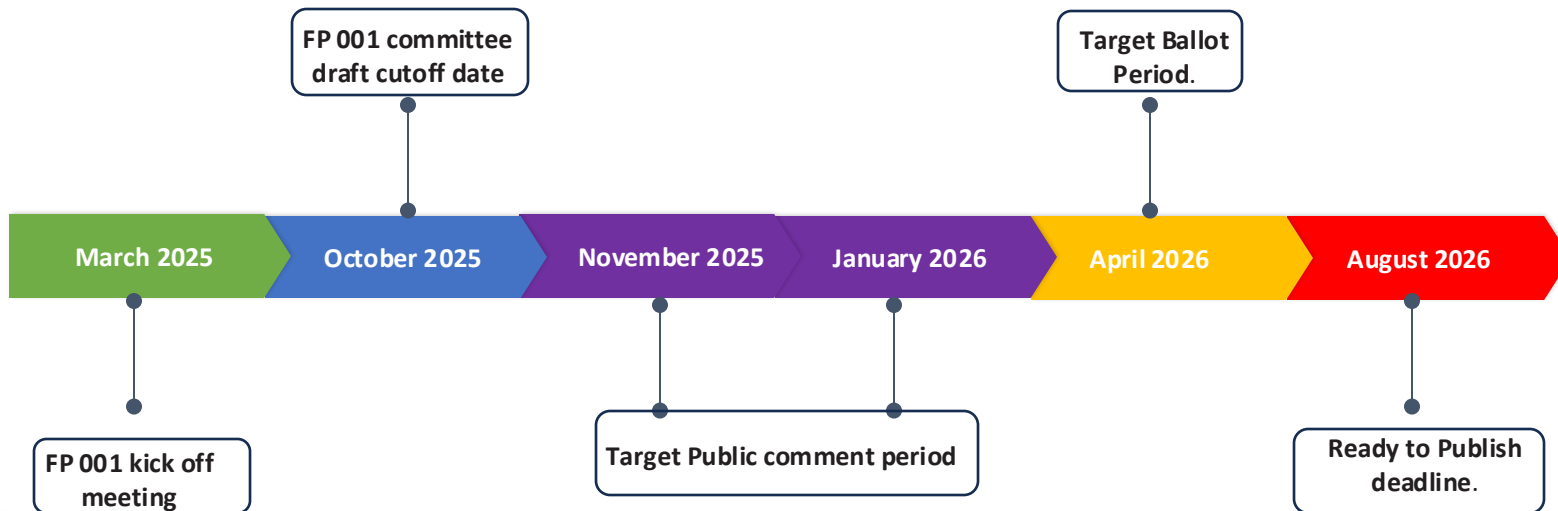 FP 001 committee
draft cutoff date
Target Ballot
Period.
March 2025
October 2025
November 2025
January 2026
April 2026
August 2026
FP 001 kick off
meeting
Target Public comment period
Ready to Publish
deadline.